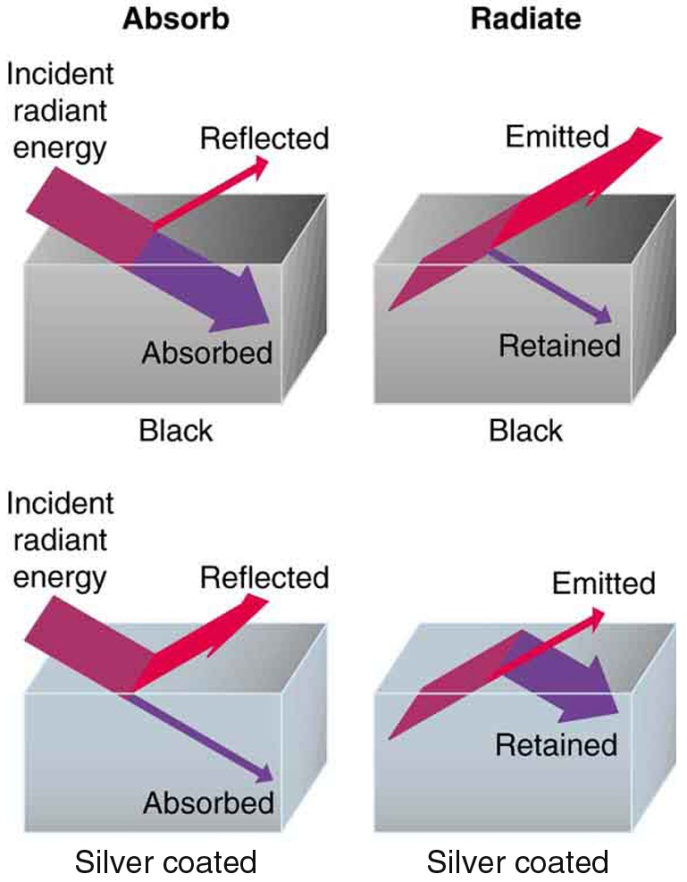 Absorb
Radiate
Incident
radiant
energy
Reflected
Emitted
Absorbed
Retained
Black
Black
Incident
radiant
energy
Reflected
Emitted
Absorbed
Retained
Silver coated
Silver coated